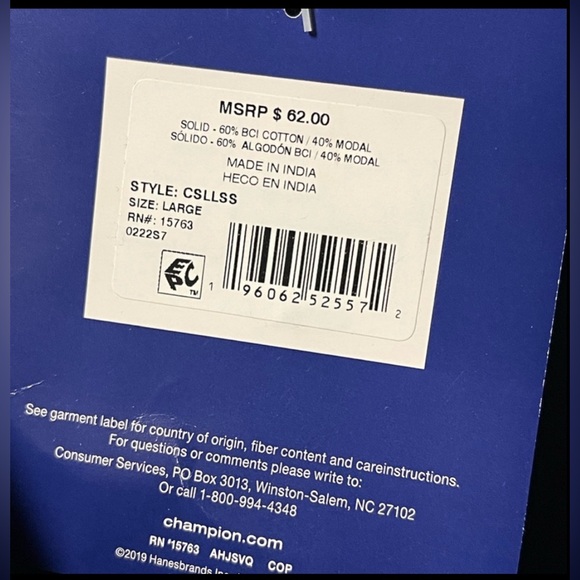 MSRP $ 62.00
SOLID - 60% BCI COTTON / 40% MODAL
SÓLIDO - 60% ALGODÓN BCI / 40% MODAL
MADE IN INDIA
HECO EN INDIA
STYLE: CSLLSS
SIZE: LARGE
RN#: 15763
0222S7
EPC TM
1 96062 52557 2
See garment label for country of origin, fiber content and careinstructions.
For questions or comments please write to:
Consumer Services, PO Box 3013, Winston-Salem, NC 27102
Or call 1-800-994-4348
champion.com
RN #15763 AHJSVQ COP
©2019 Hanesbrands